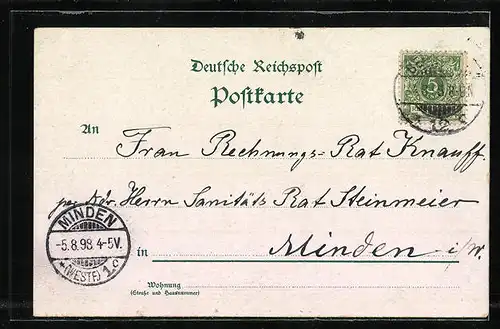 Deutsche Reichspost
Postkarte
5
An
Frau Rechnungs-Rat Knauff
Adr. Herrn Sanitäts Rat Steinmeier
MINDEN
-5.8.98 4-5V.
*(WESTF) 1.c
in Minden i/W.
Wohnung
(Straße und Hausnummer)